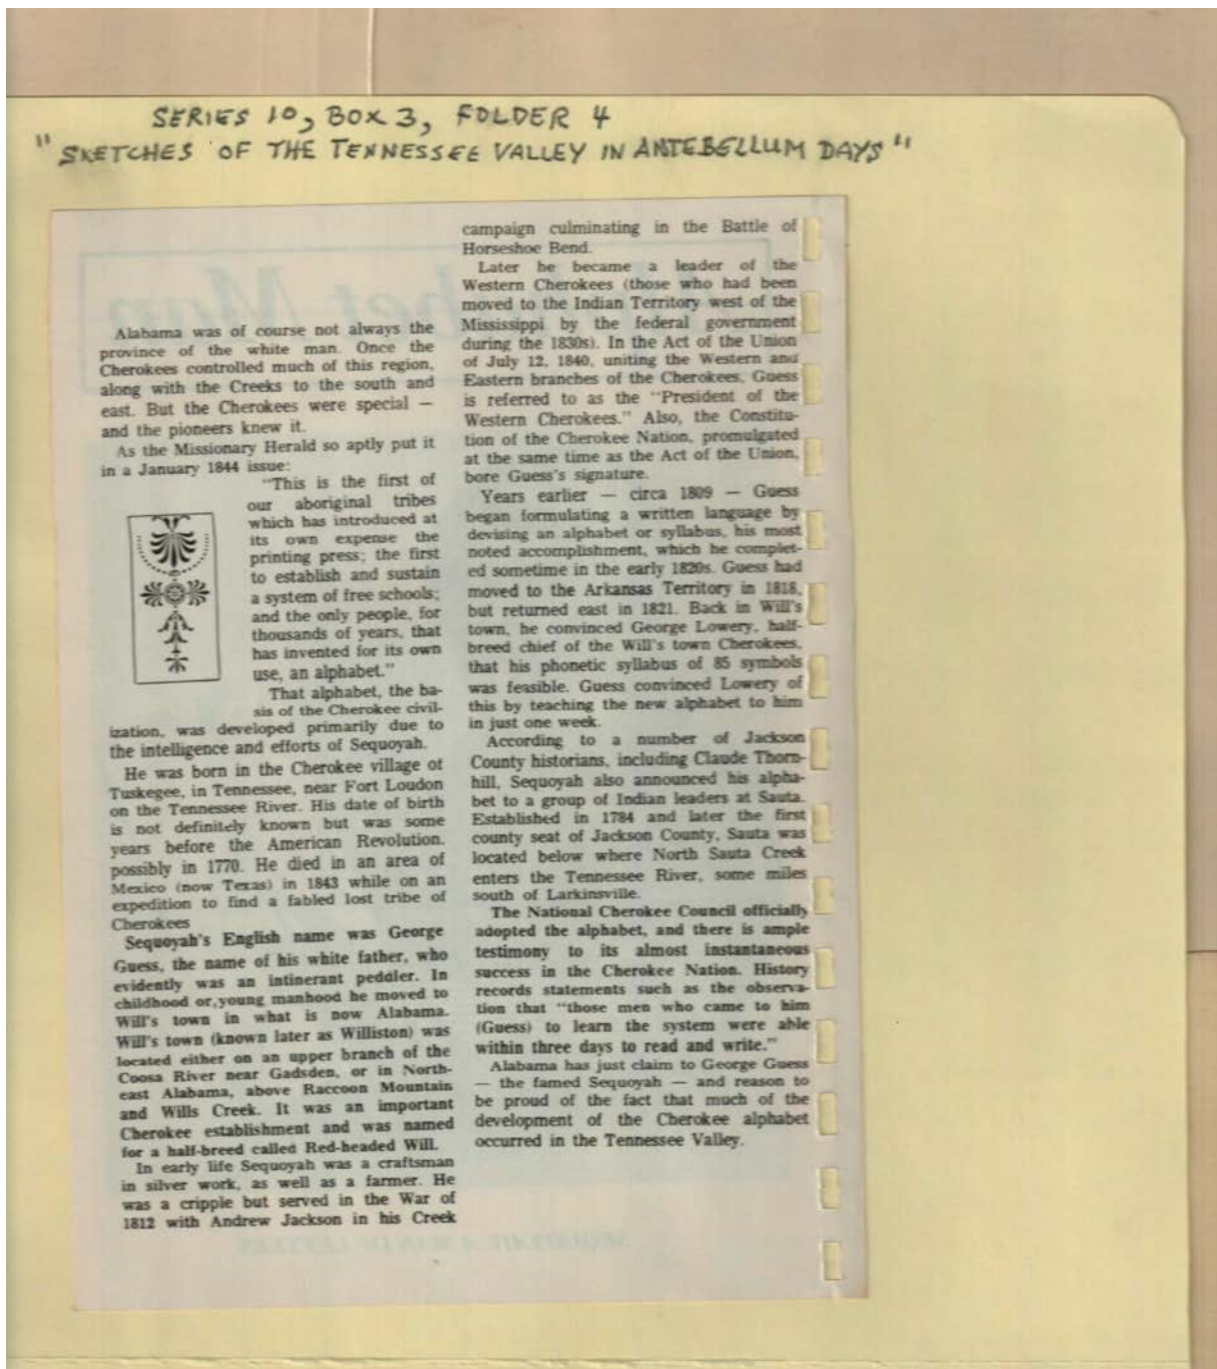 SERIES 10, BOX 3, FOLDER 4
"SKETCHES OF THE TENNESSEE VALLEY IN ANTEBELLUM DAYS"
Alabama was of course not always the
province of the white man. Once the
Cherokees controlled much of this region,
along with the Creeks to the south and
east. But the Cherokees were special —
and the pioneers knew it.
As the Missionary Herald so aptly put it
in a January 1844 issue:
"This is the first of
our aboriginal tribes
which has introduced at
its own expense the
printing press; the first
to establish and sustain
a system of free schools;
and the only people, for
thousands of years, that
has invented for its own
use, an alphabet."
That alphabet, the ba-
sis of the Cherokee civil-
ization, was developed primarily due to
the intelligence and efforts of Sequoyah.
He was born in the Cherokee village of
Tuskegee, in Tennessee, near Fort Loudon
on the Tennessee River. His date of birth
is not definitely known but was some
years before the American Revolution,
possibly in 1770. He died in an area of
Mexico (now Texas) in 1843 while on an
expedition to find a fabled lost tribe of
Cherokees
Sequoyah's English name was George
Guess, the name of his white father, who
evidently was an intinerant peddler. In
childhood or, young manhood he moved to
Will's town in what is now Alabama.
Will's town (known later as Williston) was
located either on an upper branch of the
Coosa River near Gadsden, or in North-
east Alabama, above Raccoon Mountain
and Wills Creek. It was an important
Cherokee establishment and was named
for a half-breed called Red-headed Will.
In early life Sequoyah was a craftsman
in silver work, as well as a farmer. He
was a cripple but served in the War of
1812 with Andrew Jackson in his Creek
campaign culminating in the Battle of
Horseshoe Bend.
Later he became a leader of the
Western Cherokees (those who had been
moved to the Indian Territory west of the
Mississippi by the federal government
during the 1830s). In the Act of the Union
of July 12, 1840, uniting the Western and
Eastern branches of the Cherokees, Guess
is referred to as the "President of the
Western Cherokees." Also, the Constitu-
tion of the Cherokee Nation, promulgated
at the same time as the Act of the Union,
bore Guess's signature.
Years earlier — circa 1809 — Guess
began formulating a written language by
devising an alphabet or syllabus, his most
noted accomplishment, which he complet-
ed sometime in the early 1820s. Guess had
moved to the Arkansas Territory in 1818,
but returned east in 1821. Back in Will's
town, he convinced George Lowery, half-
breed chief of the Will's town Cherokees,
that his phonetic syllabus of 85 symbols
was feasible. Guess convinced Lowery of
this by teaching the new alphabet to him
in just one week.
According to a number of Jackson
County historians, including Claude Thorn-
hill, Sequoyah also announced his alpha-
bet to a group of Indian leaders at Sauta.
Established in 1784 and later the first
county seat of Jackson County, Sauta was
located below where North Sauta Creek
enters the Tennessee River, some miles
south of Larkinsville.
The National Cherokee Council officially
adopted the alphabet, and there is ample
testimony to its almost instantaneous
success in the Cherokee Nation. History
records statements such as the observa-
tion that "those men who came to him
(Guess) to learn the system were able
within three days to read and write."
Alabama has just claim to George Guess
— the famed Sequoyah — and reason to
be proud of the fact that much of the
development of the Cherokee alphabet
occurred in the Tennessee Valley.